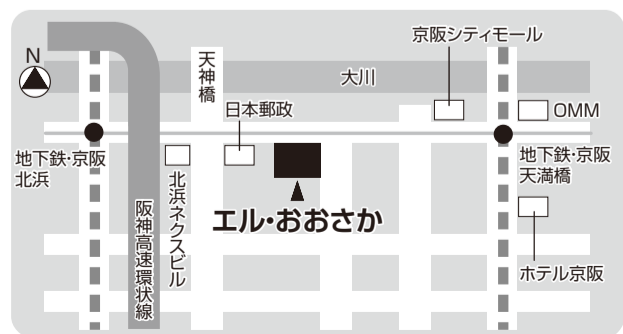 京阪シティモール
N
天神橋
大川
日本郵政
OMM
地下鉄・京阪
北浜
地下鉄・京阪
天満橋
阪神高速環状線
北浜ネクスビル
エル・おおさか
ホテル京阪